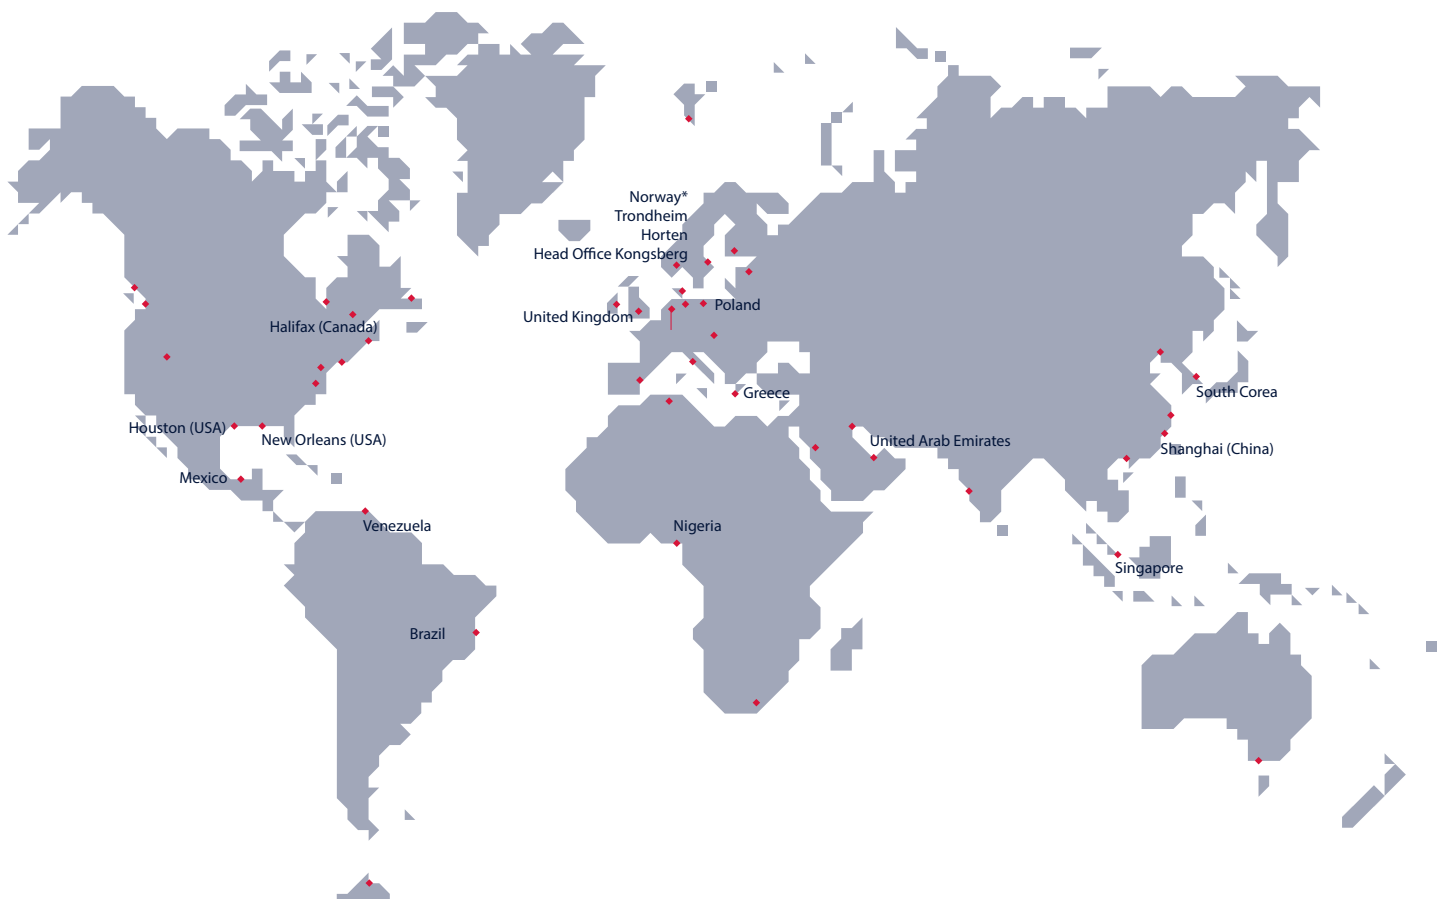 Norway*
Trondheim
Horten
Head Office Kongsberg
Poland
United Kingdom
Halifax (Canada)
Greece
South Corea
Houston (USA)
New Orleans (USA)
United Arab Emirates
Shanghai (China)
Mexico
Venezuela
Nigeria
Singapore
Brazil